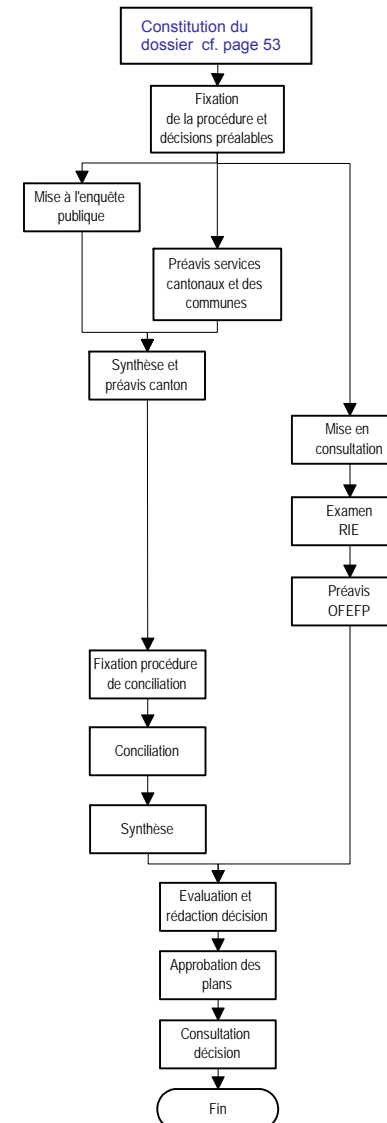 Constitution du
dossier cf. page 53
Fixation
de la procédure et
décisions préalables
Mise à l'enquête
publique
Préavis services
cantonaux et des
communes
Synthèse et
préavis canton
Mise en
consultation
Examen
RIE
Préavis
OFEFP
Fixation procédure
de conciliation
Conciliation
Synthèse
Evaluation et
rédaction décision
Approbation des
plans
Consultation
décision
Fin